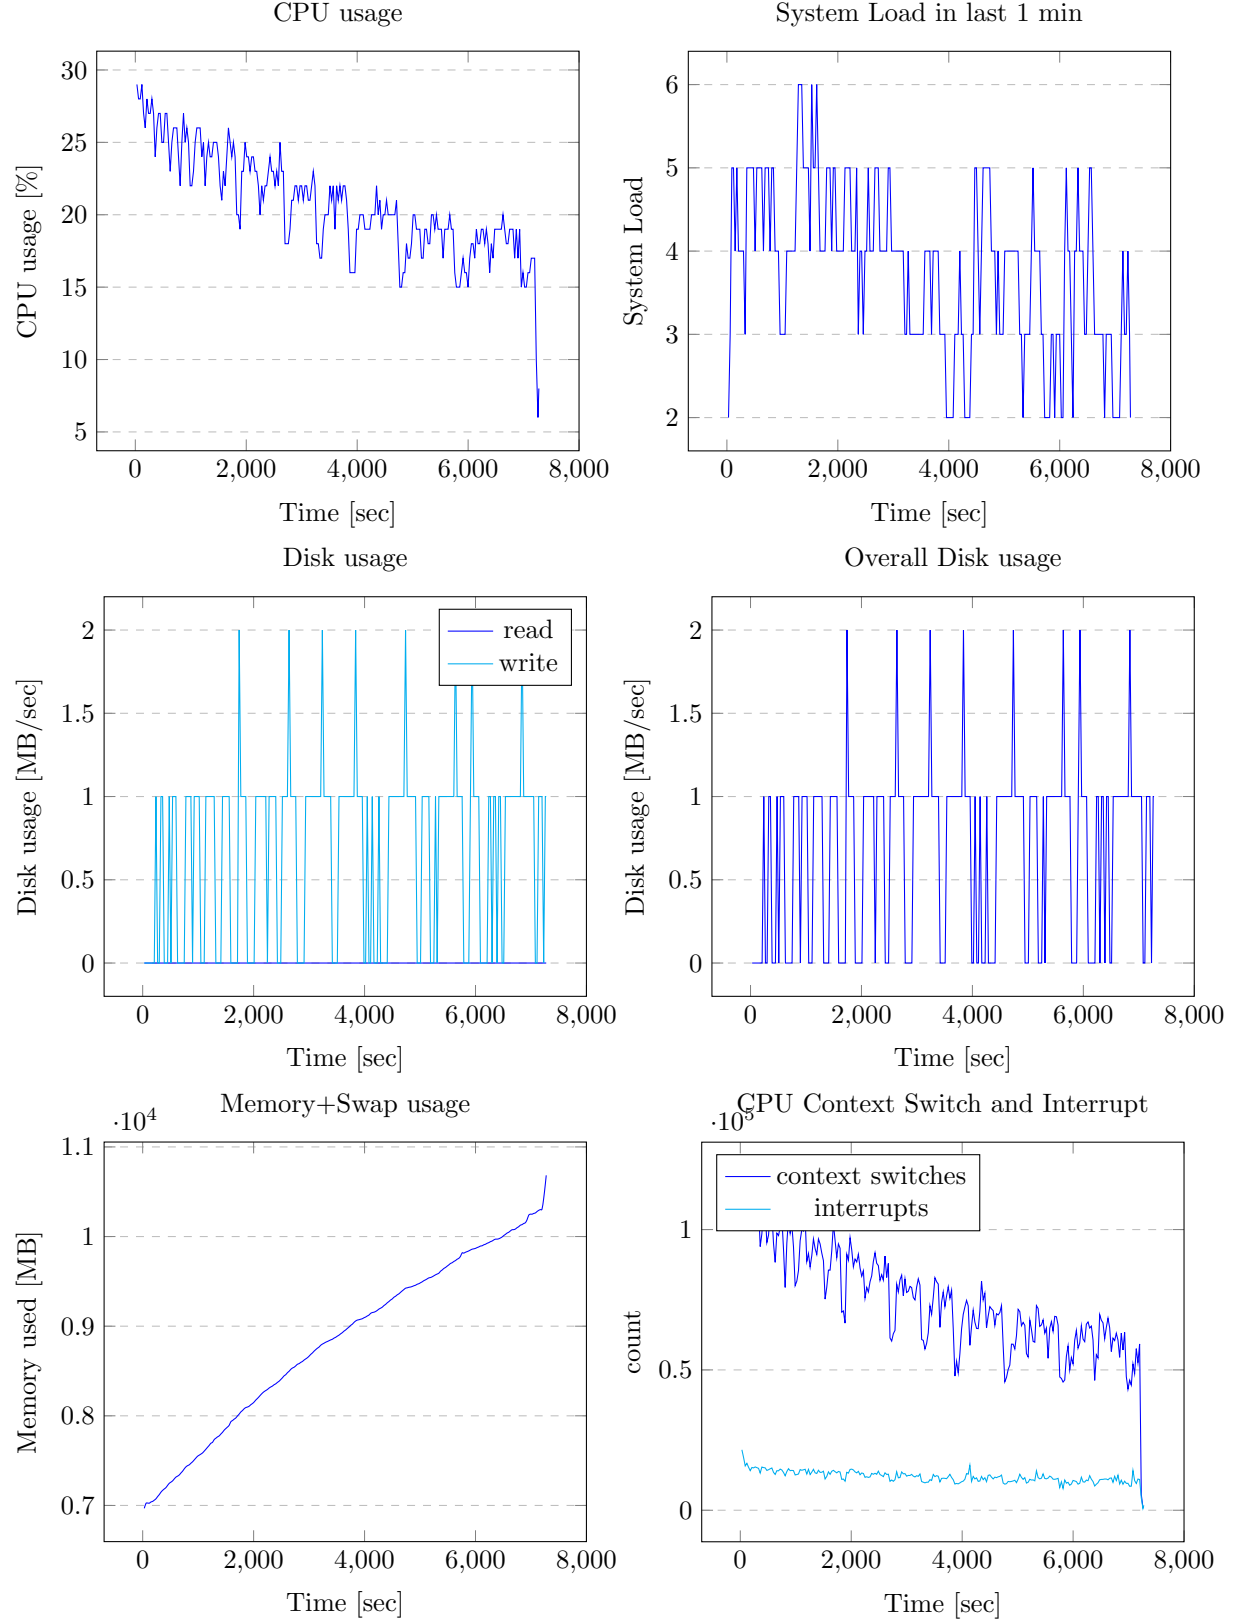 CPU usage
30
25
20
15
10
5
CPU usage [%]
0
2,000
4,000
6,000
8,000
Time [sec]
System Load in last 1 min
6
5
4
3
2
System Load
0
2,000
4,000
6,000
8,000
Time [sec]
Disk usage
read
write
2
1.5
1
0.5
0
Disk usage [MB/sec]
0
2,000
4,000
6,000
8,000
Time [sec]
Overall Disk usage
2
1.5
1
0.5
0
Disk usage [MB/sec]
0
2,000
4,000
6,000
8,000
Time [sec]
Memory+Swap usage
·10^4
1.1
1
0.9
0.8
0.7
Memory used [MB]
0
2,000
4,000
6,000
8,000
Time [sec]
CPU Context Switch and Interrupt
·10^5
context switches
interrupts
1
0.5
0
count
0
2,000
4,000
6,000
8,000
Time [sec]